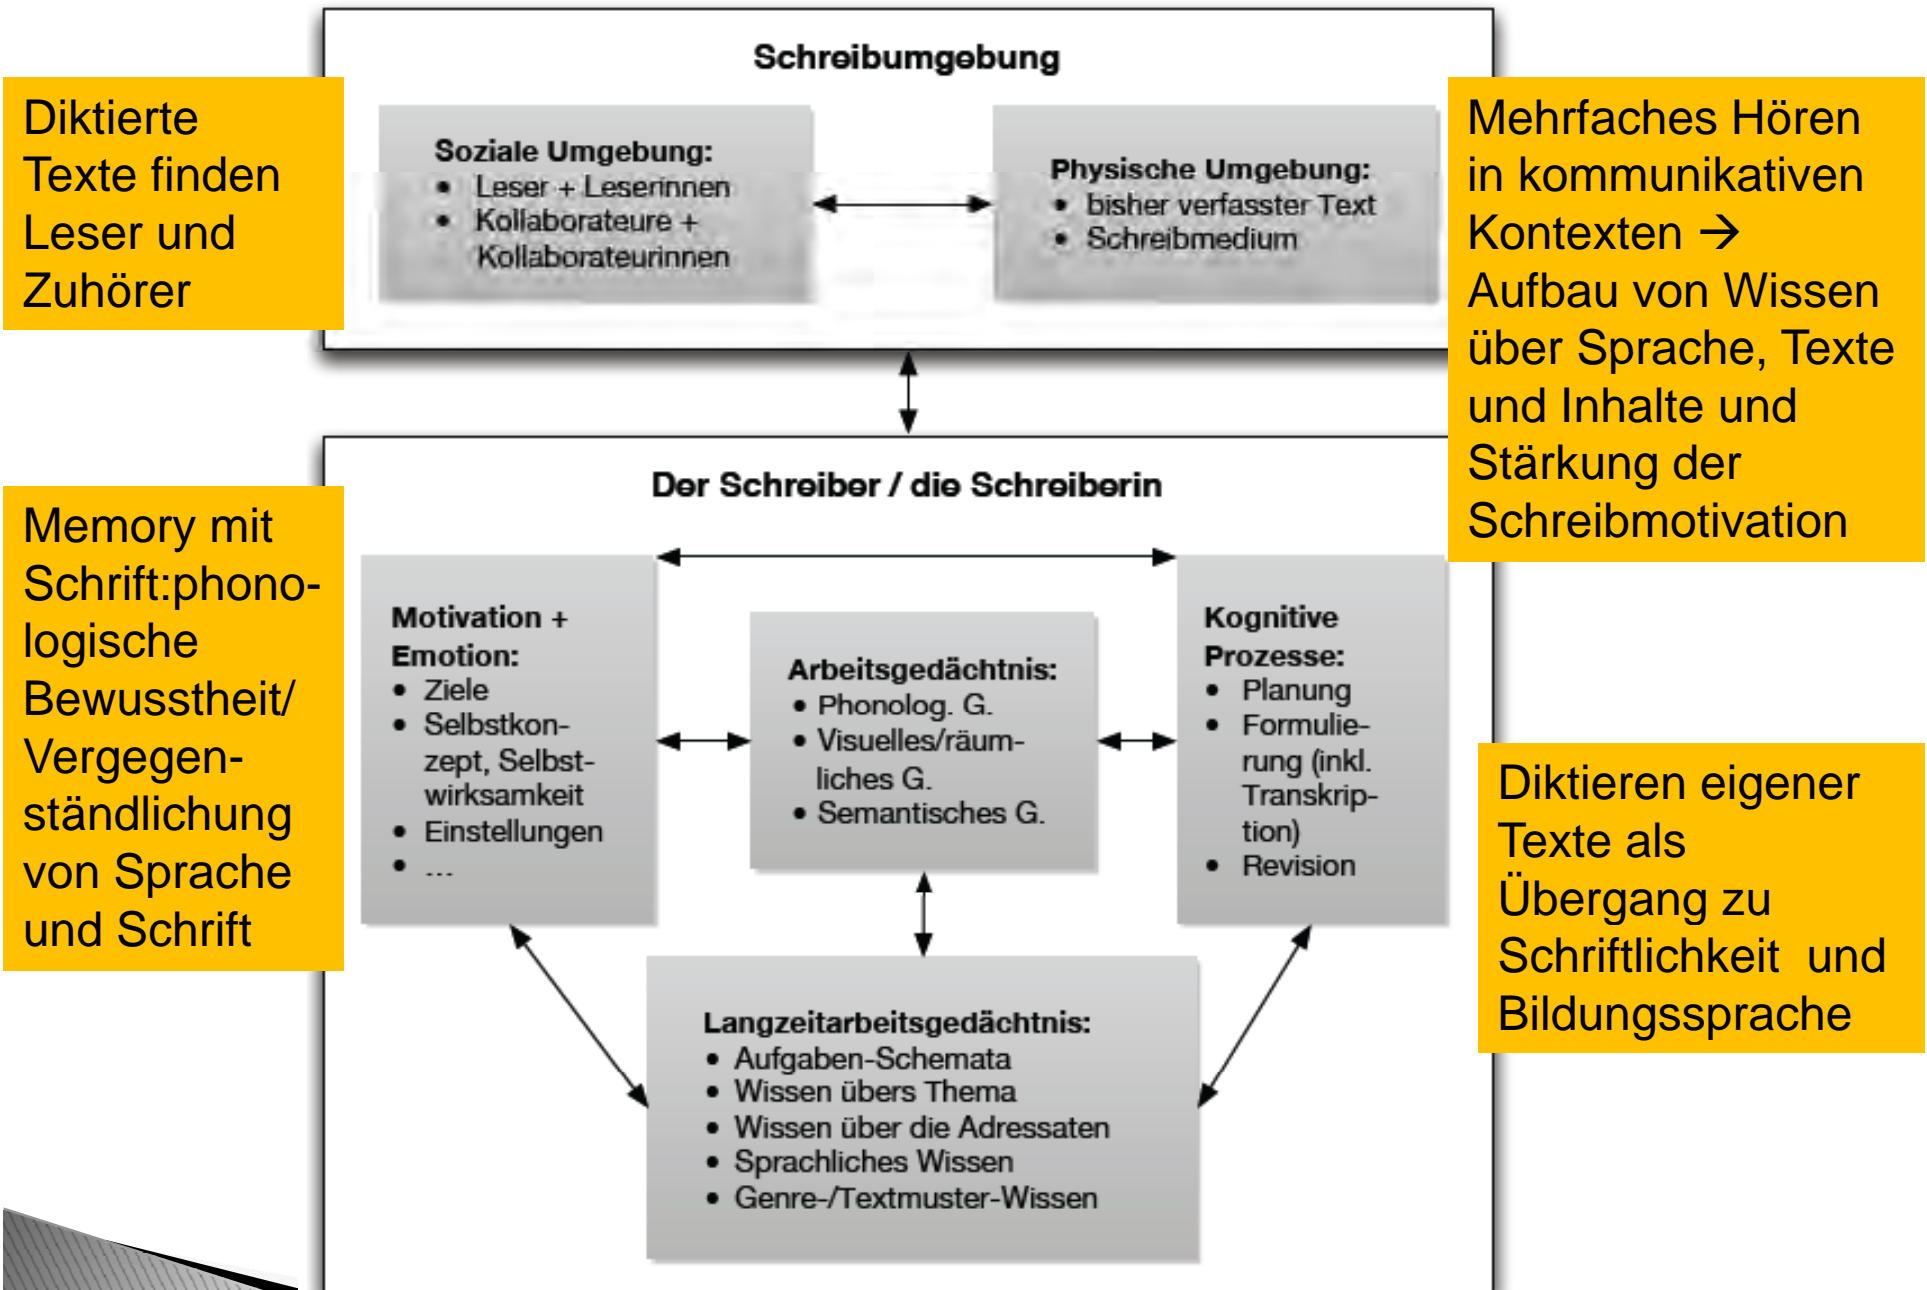 Schreibumgebung
Diktierte
Texte finden
Leser und
Zuhörer
Soziale Umgebung:
• Leser + Leserinnen
• Kollaborateure +
Kollaborateurinnen
Physische Umgebung:
• bisher verfasster Text
• Schreibmedium
Mehrfaches Hören
in kommunikativen
Kontexten →
Aufbau von Wissen
über Sprache, Texte
und Inhalte und
Stärkung der
Schreibmotivation
Der Schreiber / die Schreiberin
Memory mit
Schrift:phono-
logische
Bewusstheit/
Vergegen-
ständlichung
von Sprache
und Schrift
Motivation +
Emotion:
• Ziele
• Selbstkon-
zept, Selbst-
wirksamkeit
• Einstellungen
• ...
Arbeitsgedächtnis:
• Phonolog. G.
• Visuelles/räum-
liches G.
• Semantisches G.
Kognitive
Prozesse:
• Planung
• Formulie-
rung (inkl.
Transkrip-
tion)
• Revision
Diktieren eigener
Texte als
Übergang zu
Schriftlichkeit und
Bildungssprache
Langzeitarbeitsgedächtnis:
• Aufgaben-Schemata
• Wissen übers Thema
• Wissen über die Adressaten
• Sprachliches Wissen
• Genre-/Textmuster-Wissen